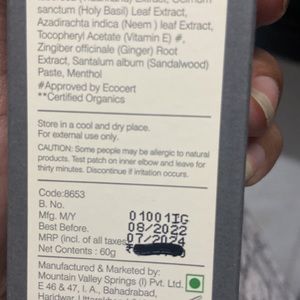 sanctum (Holy Basil) Leaf Extract,
Azadirachta indica (Neem ) leaf Extrac,
Tocopheryl Acetate (Vitamin E) #,
Zingiber officinale (Ginger) Root
Extract, Santalum album (Sandalwood)
Paste, Menthol
#Approved by Ecocert
**Certified Organics
Store in a cool and dry place.
For external use only.
CAUTION: Some people may be allergic to natural
products. Test patch on inner elbow and leave for
thirty minutes. Discontinue if irritation occurs.
Code:8653
B. No. 01001IG
Mfg. M/Y 08/2022
Best Before. 07/2024
MRP (incl. of all taxes) ₹
Net Contents : 60g
Manufactured & Marketed by:
Mountain Valley Springs (I) Pvt. Ltd.
E 46 & 47, I. A., Bahadrabad,
Haridwar,